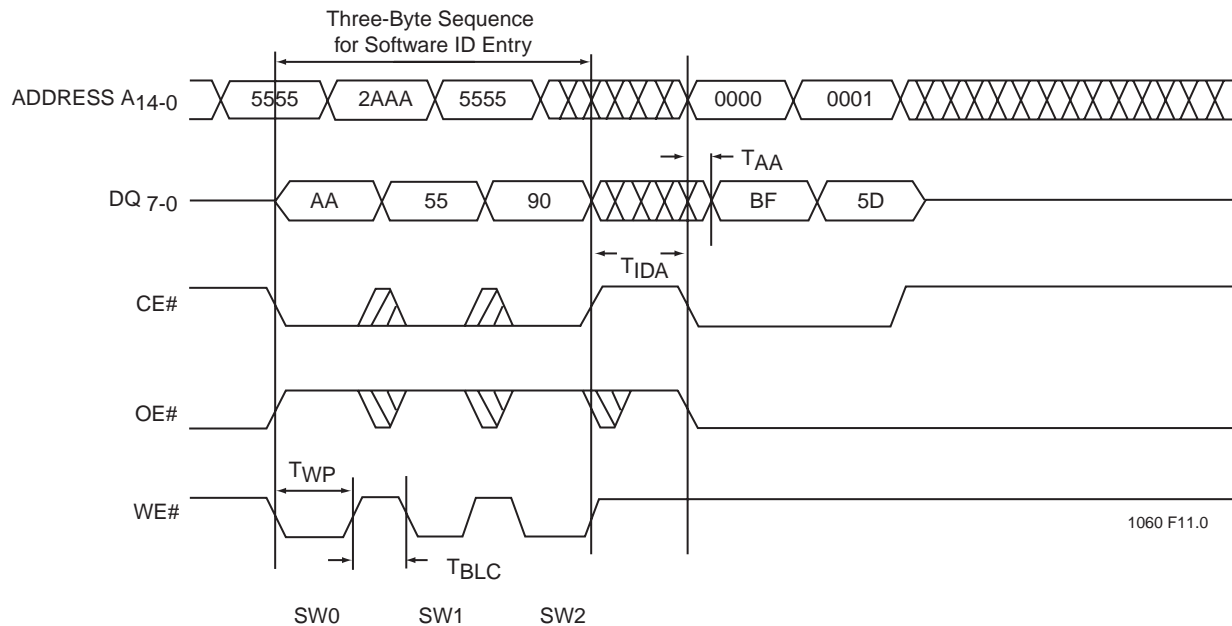 Three-Byte Sequence
for Software ID Entry
ADDRESS A14-0
5555 2AAA 5555 0000 0001
TAA
DQ 7-0
AA 55 90 BF 5D
TIDA
CE#
OE#
TWP
WE#
1060 F11.0
TBLC
SW0 SW1 SW2